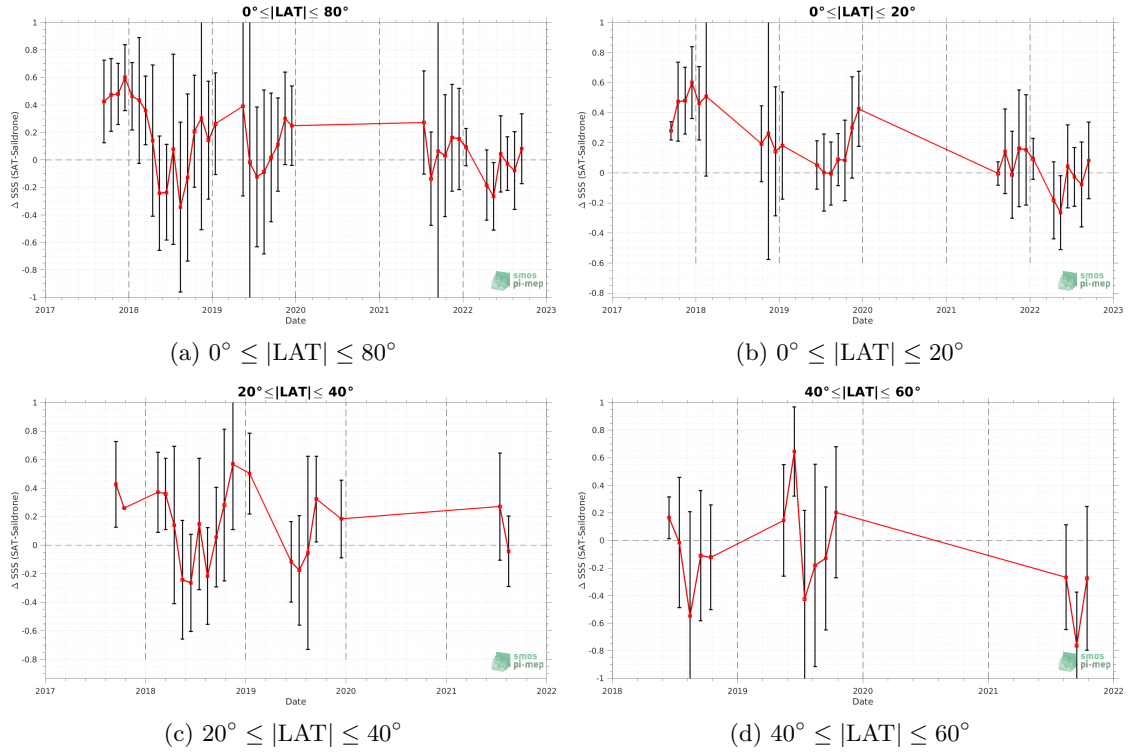 0°≤|LAT|≤ 80°
Δ SSS (SAT-Saildrone)
1
0.8
0.6
0.4
0.2
0
-0.2
-0.4
-0.6
-0.8
-1
2017 2018 2019 2020 2021 2022 2023
Date
smos
pi-mep
(a) 0° ≤ |LAT| ≤ 80°
0°≤|LAT|≤ 20°
Δ SSS (SAT-Saildrone)
1
0.8
0.6
0.4
0.2
0
-0.2
-0.4
-0.6
-0.8
2017 2018 2019 2020 2021 2022 2023
Date
smos
pi-mep
(b) 0° ≤ |LAT| ≤ 20°
20°≤|LAT|≤ 40°
Δ SSS (SAT-Saildrone)
1
0.8
0.6
0.4
0.2
0
-0.2
-0.4
-0.6
-0.8
2017 2018 2019 2020 2021 2022
Date
smos
pi-mep
(c) 20° ≤ |LAT| ≤ 40°
40°≤|LAT|≤ 60°
Δ SSS (SAT-Saildrone)
1
0.8
0.6
0.4
0.2
0
-0.2
-0.4
-0.6
-0.8
-1
2018 2019 2020 2021 2022
Date
smos
pi-mep
(d) 40° ≤ |LAT| ≤ 60°